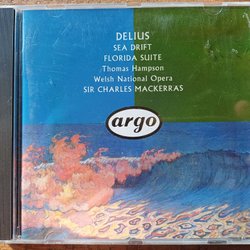 DELIUS
SEA DRIFT
FLORIDA SUITE
Thomas Hampson
Welsh National Opera
SIR CHARLES MACKERRAS
argo